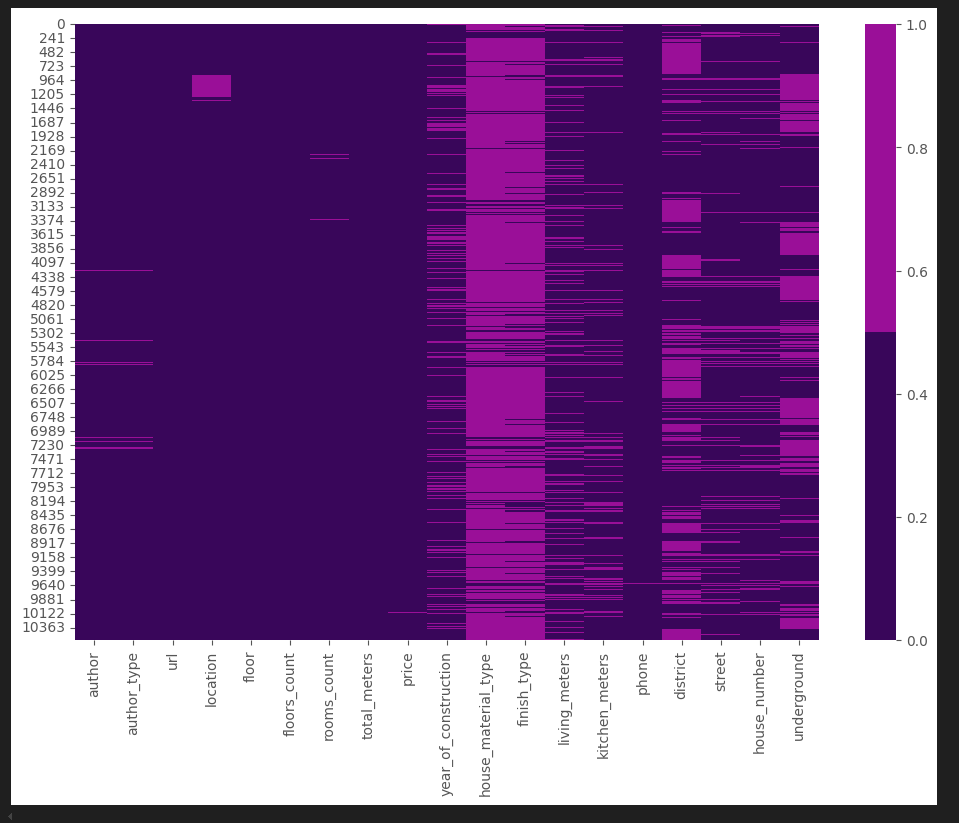 0
241
482
723
964
1205
1446
1687
1928
2169
2410
2651
2892
3133
3374
3615
3856
4097
4338
4579
4820
5061
5302
5543
5784
6025
6266
6507
6748
6989
7230
7471
7712
7953
8194
8435
8676
8917
9158
9399
9640
9881
10122
10363
author
author_type
url
location
floor
floors_count
rooms_count
total_meters
price
year_of_construction
house_material_type
finish_type
living_meters
kitchen_meters
phone
district
street
house_number
underground
1.0
0.8
0.6
0.4
0.2
0.0